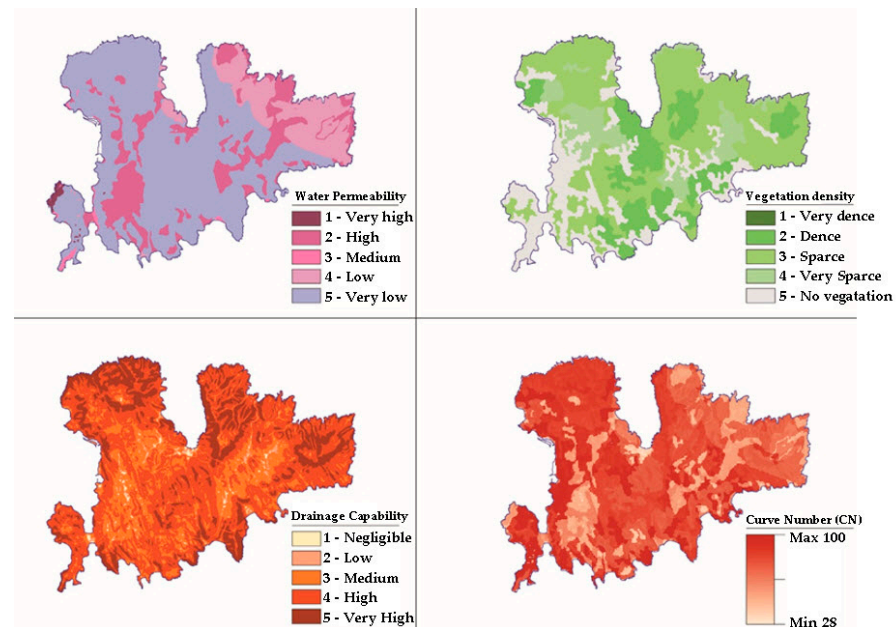 Water Permeability
1 - Very high
2 - High
3 - Medium
4 - Low
5 - Very low
Vegetation density
1 - Very dence
2 - Dence
3 - Sparce
4 - Very Sparce
5 - No vegatation
Drainage Capability
1 - Negligible
2 - Low
3 - Medium
4 - High
5 - Very High
Curve Number (CN)
Max 100
Min 28